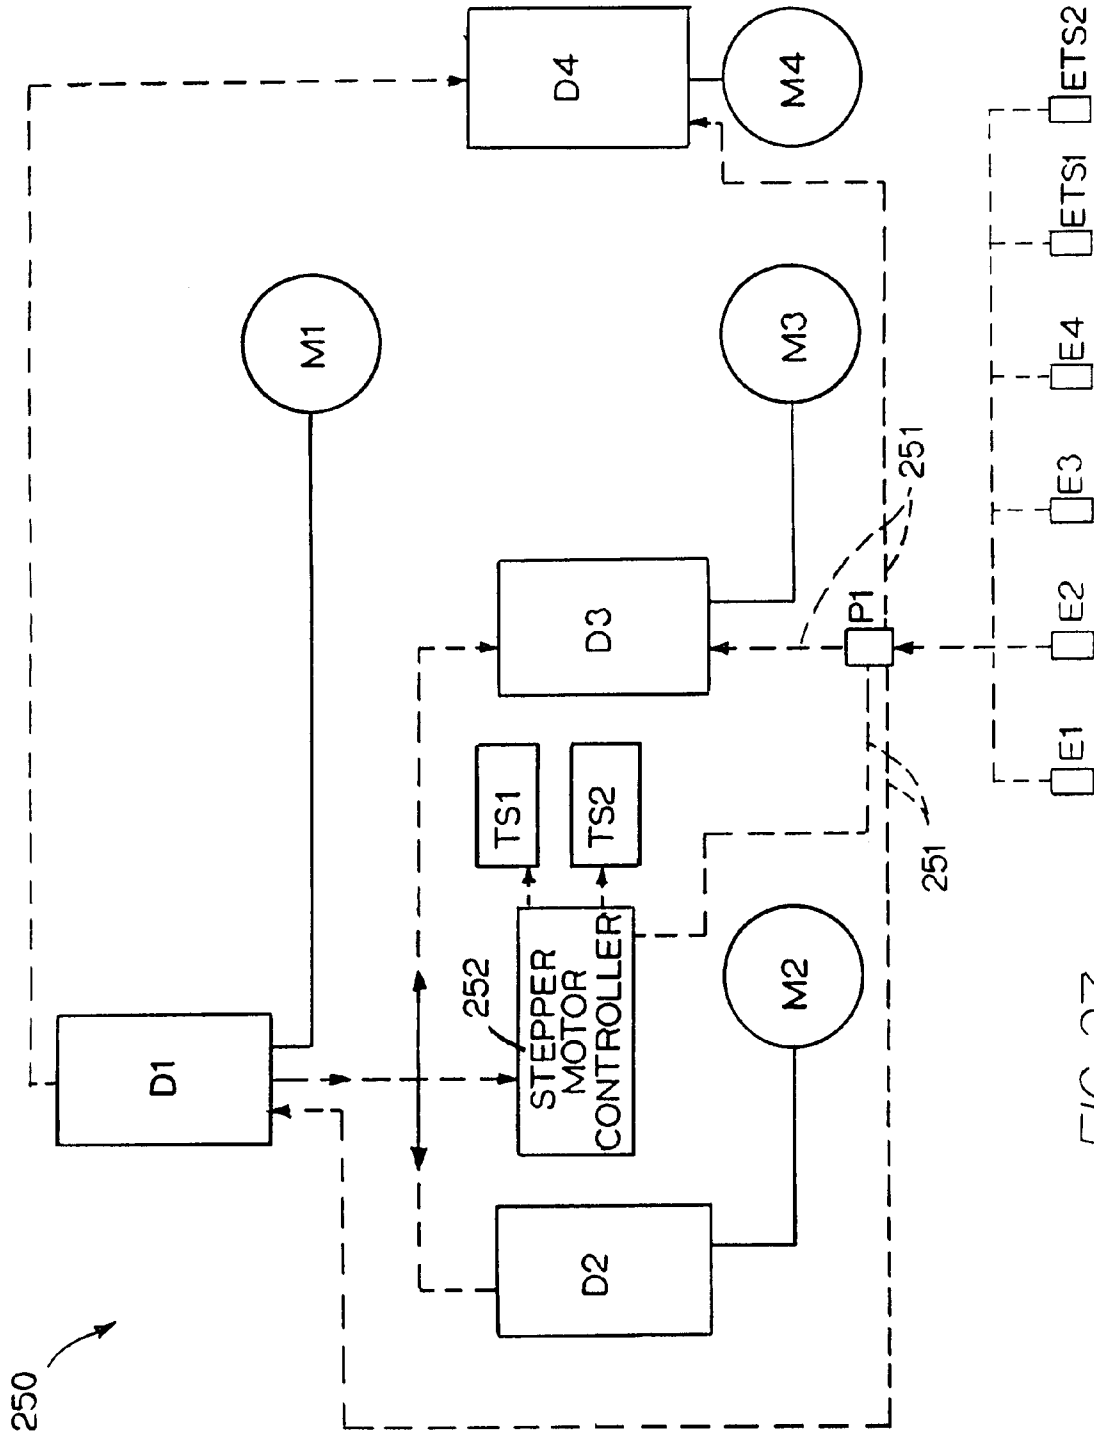 250
D1
M1
252
STEPPER
MOTOR
CONTROLLER
TS1
TS2
D2
D3
D4
M2
M3
M4
P1
251
251
E1
E2
E3
E4
ETS1
ETS2
FIG